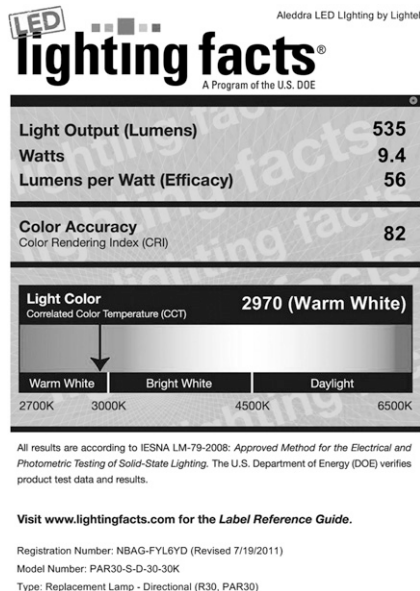 Aleddra LED LIghting by Lightel
LED
lighting facts®
A Program of the U.S. DOE
Light Output (Lumens) 535
Watts 9.4
Lumens per Watt (Efficacy) 56
Color Accuracy 82
Color Rendering Index (CRI)
Light Color 2970 (Warm White)
Correlated Color Temperature (CCT)
Warm White Bright White Daylight
2700K 3000K 4500K 6500K
All results are according to IESNA LM-79-2008: Approved Method for the Electrical and
Photometric Testing of Solid-State Lighting. The U.S. Department of Energy (DOE) verifies
product test data and results.
Visit www.lightingfacts.com for the Label Reference Guide.
Registration Number: NBAG-FYL6YD (Revised 7/19/2011)
Model Number: PAR30-S-D-30-30K
Type: Replacement Lamp - Directional (R30, PAR30)